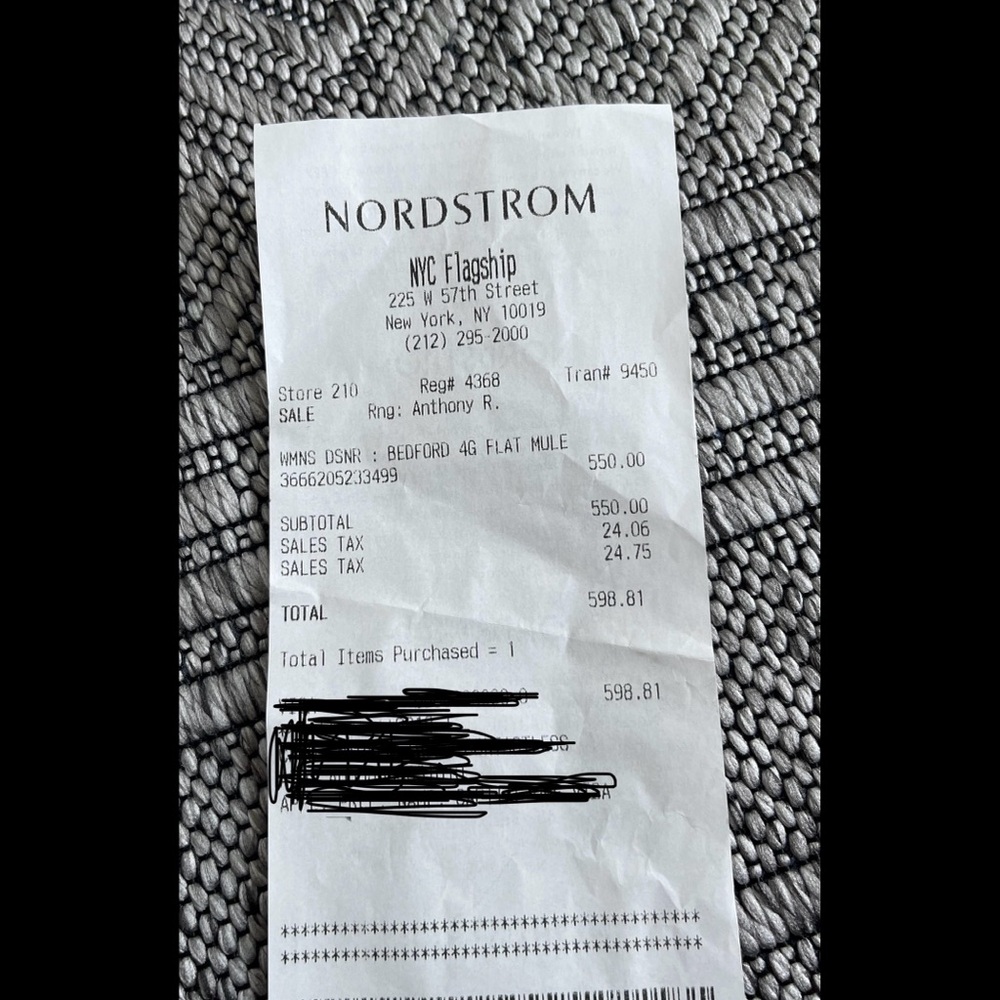 NORDSTROM
NYC Flagship
225 W 57th Street
New York, NY 10019
(212) 295-2000
Store 210 Reg# 4368 Tran# 9450
SALE Rng: Anthony R.
WMNS DSNR : BEDFORD 4G FLAT MULE
3666205233499 550.00
SUBTOTAL 550.00
SALES TAX 24.06
SALES TAX 24.75
TOTAL 598.81
Total Items Purchased = 1
598.81
******************************************
******************************************